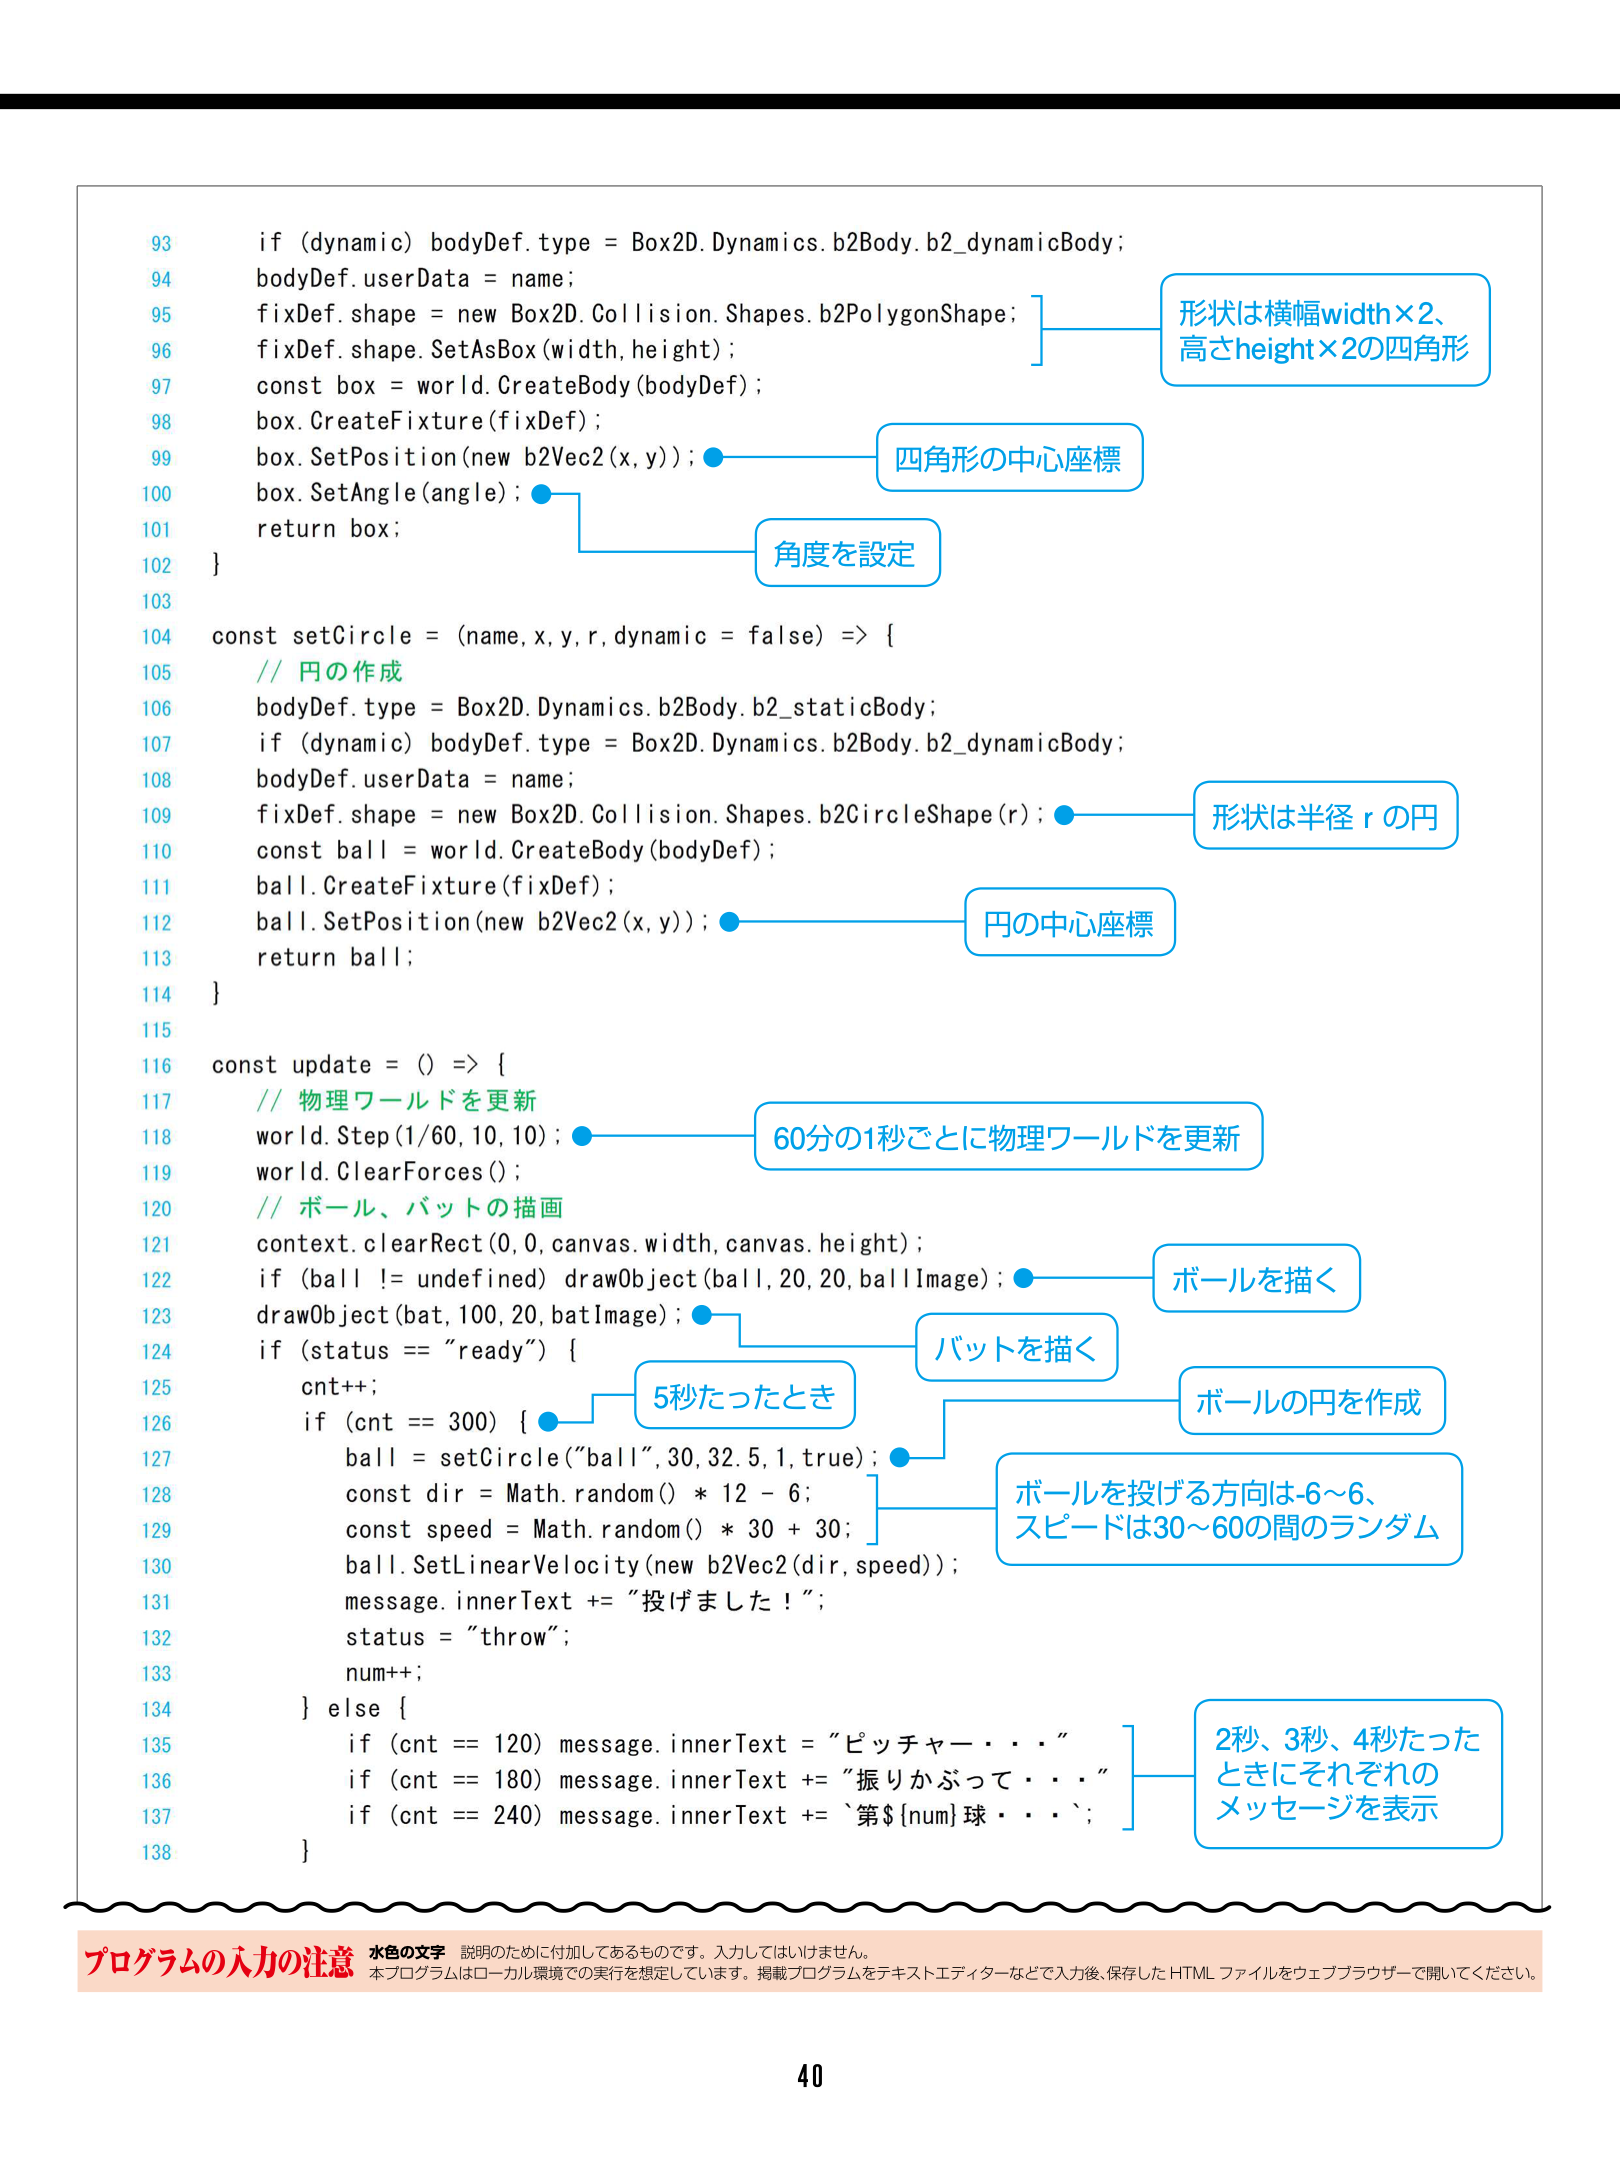 93 if (dynamic) bodyDef.type = Box2D.Dynamics.b2Body.b2_dynamicBody;
94 bodyDef.userData = name;
95 fixDef.shape = new Box2D.Collision.Shapes.b2PolygonShape;
96 fixDef.shape.SetAsBox(width,height);
形状は横幅width×2、
高さheight×2の四角形
97 const box = world.CreateBody(bodyDef);
98 box.CreateFixture(fixDef);
99 box.SetPosition(new b2Vec2(x,y));
四角形の中心座標
100 box.SetAngle(angle);
角度を設定
101 return box;
102 }
103
104 const setCircle = (name,x,y,r,dynamic = false) => {
105 // 円の作成
106 bodyDef.type = Box2D.Dynamics.b2Body.b2_staticBody;
107 if (dynamic) bodyDef.type = Box2D.Dynamics.b2Body.b2_dynamicBody;
108 bodyDef.userData = name;
109 fixDef.shape = new Box2D.Collision.Shapes.b2CircleShape(r);
形状は半径 r の円
110 const ball = world.CreateBody(bodyDef);
111 ball.CreateFixture(fixDef);
112 ball.SetPosition(new b2Vec2(x,y));
円の中心座標
113 return ball;
114 }
115
116 const update = () => {
117 // 物理ワールドを更新
118 world.Step(1/60,10,10);
60分の1秒ごとに物理ワールドを更新
119 world.ClearForces();
120 // ボール、バットの描画
121 context.clearRect(0,0,canvas.width,canvas.height);
122 if (ball != undefined) drawObject(ball,20,20,ballImage);
ボールを描く
123 drawObject(bat,100,20,batImage);
バットを描く
124 if (status == "ready") {
125 cnt++;
126 if (cnt == 300) {
5秒たったとき
127 ball = setCircle("ball",30,32.5,1,true);
ボールの円を作成
128 const dir = Math.random() * 12 - 6;
129 const speed = Math.random() * 30 + 30;
ボールを投げる方向は-6～6、
スピードは30～60の間のランダム
130 ball.SetLinearVelocity(new b2Vec2(dir,speed));
131 message.innerText += "投げました！";
132 status = "throw";
133 num++;
134 } else {
135 if (cnt == 120) message.innerText = "ピッチャー・・・"
136 if (cnt == 180) message.innerText += "振りかぶって・・・"
137 if (cnt == 240) message.innerText += `第${num}球・・・`;
2秒、3秒、4秒たった
ときにそれぞれの
メッセージを表示
138 }
プログラムの入力の注意
水色の文字 説明のために付加してあるものです。入力してはいけません。
本プログラムはローカル環境での実行を想定しています。掲載プログラムをテキストエディターなどで入力後、保存した HTML ファイルをウェブブラウザーで開いてください。
40